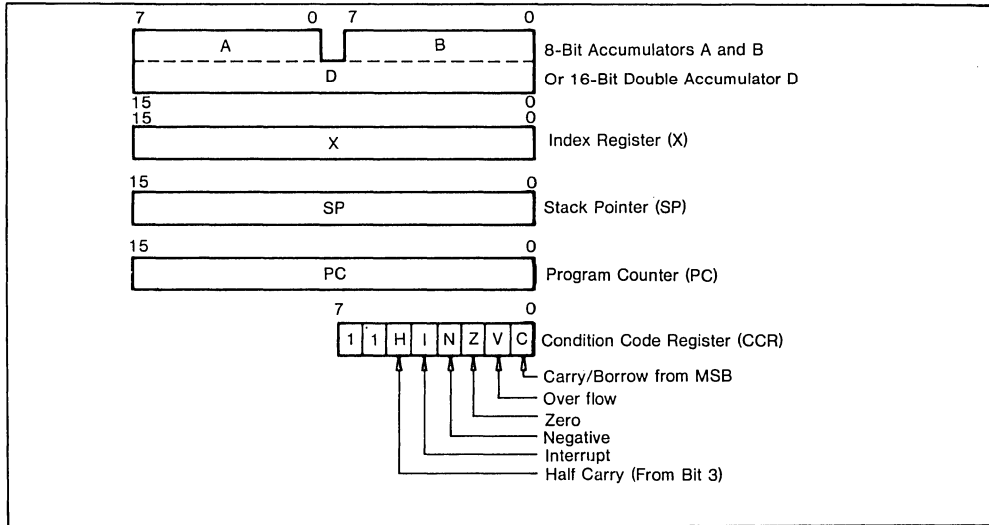 7 0 7 0
A B 8-Bit Accumulators A and B
D Or 16-Bit Double Accumulator D
15 0
15 0
X Index Register (X)
15 0
SP Stack Pointer (SP)
15 0
PC Program Counter (PC)
7 0
1 1 H I N Z V C Condition Code Register (CCR)
Carry/Borrow from MSB
Over flow
Zero
Negative
Interrupt
Half Carry (From Bit 3)